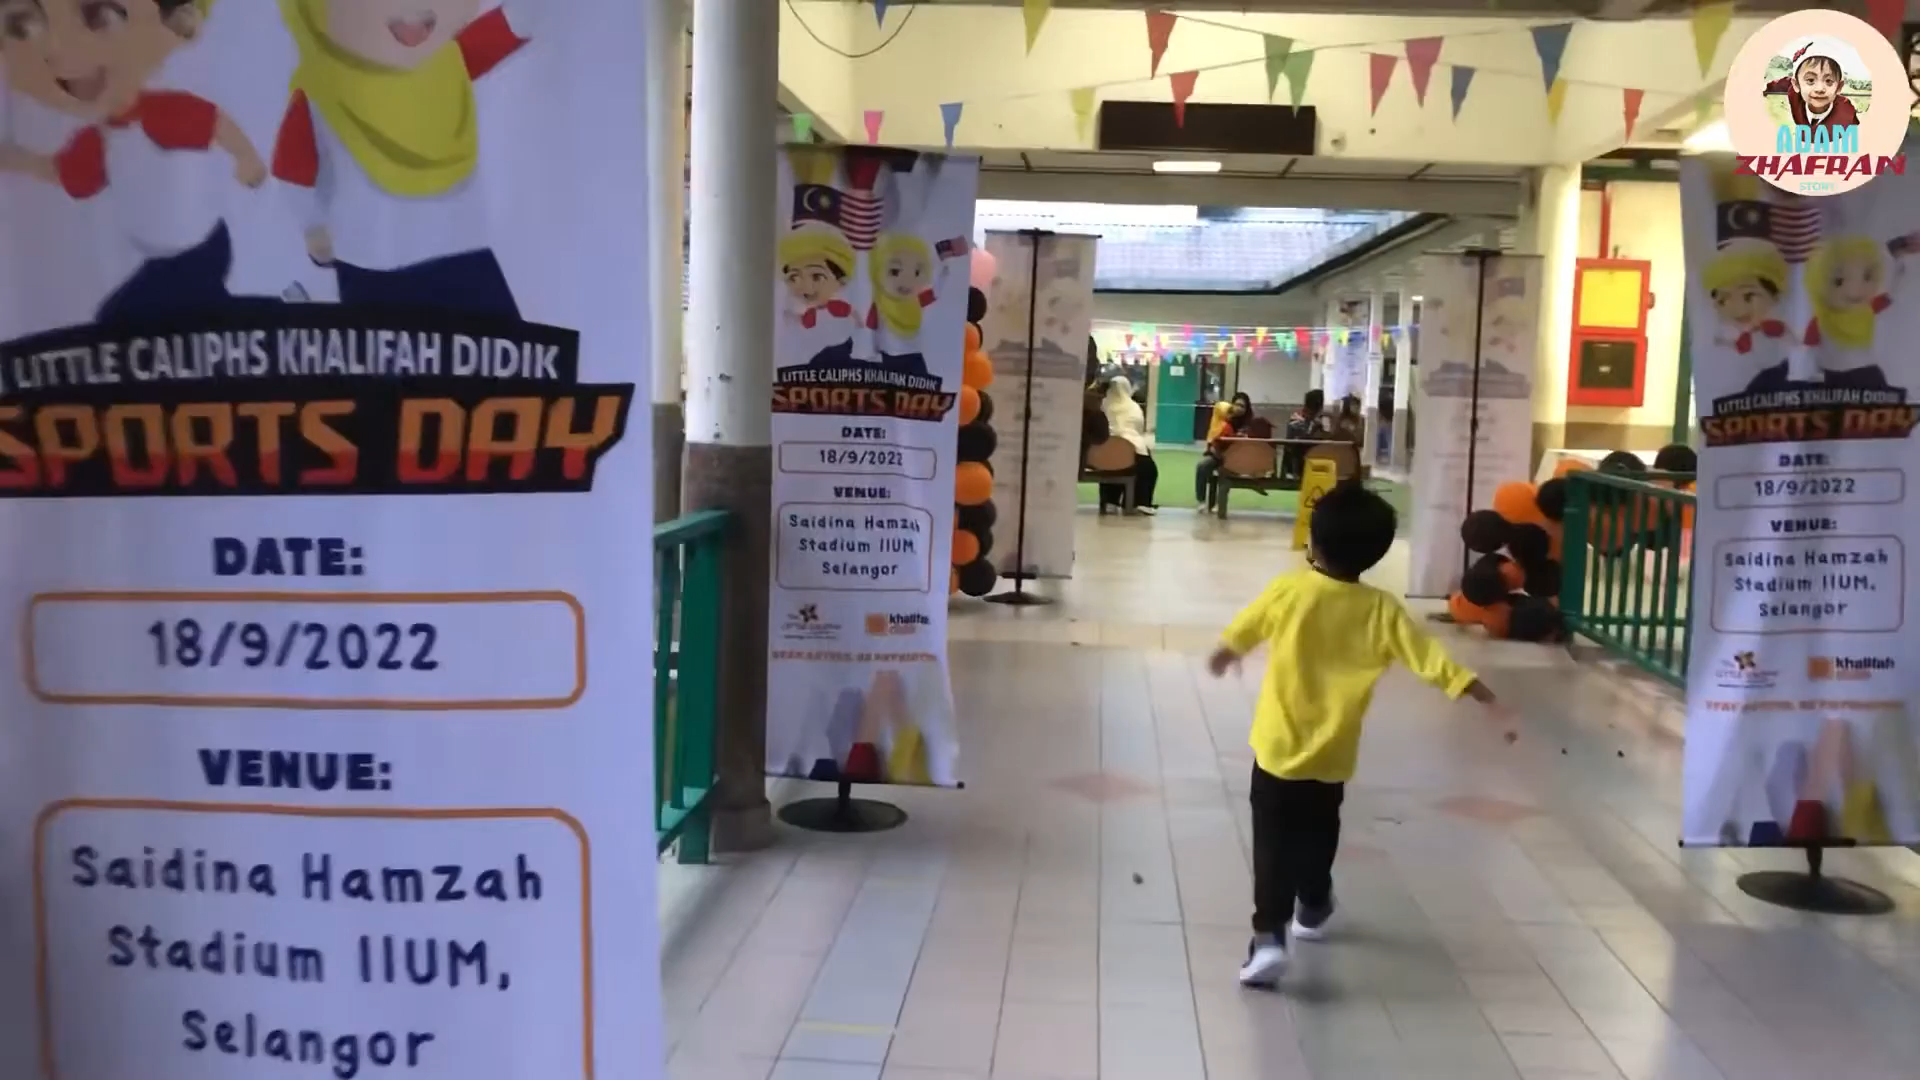 LITTLE CALIPHS KHALIFAH DIDIK
SPORTS DAY
DATE:
18/9/2022
VENUE:
Saidina Hamzah
Stadium IIUM,
Selangor
LITTLE CALIPHS KHALIFAH DIDIK
SPORTS DAY
DATE:
18/9/2022
VENUE:
Saidina Hamzah
Stadium IIUM,
Selangor
khalifah
LITTLE CALIPHS KHALIFAH DIDIK
SPORTS DAY
DATE:
18/9/2022
VENUE:
Saidina Hamzah
Stadium IIUM,
Selangor
khalifah
ADAM
ZHAFRAN
STORY